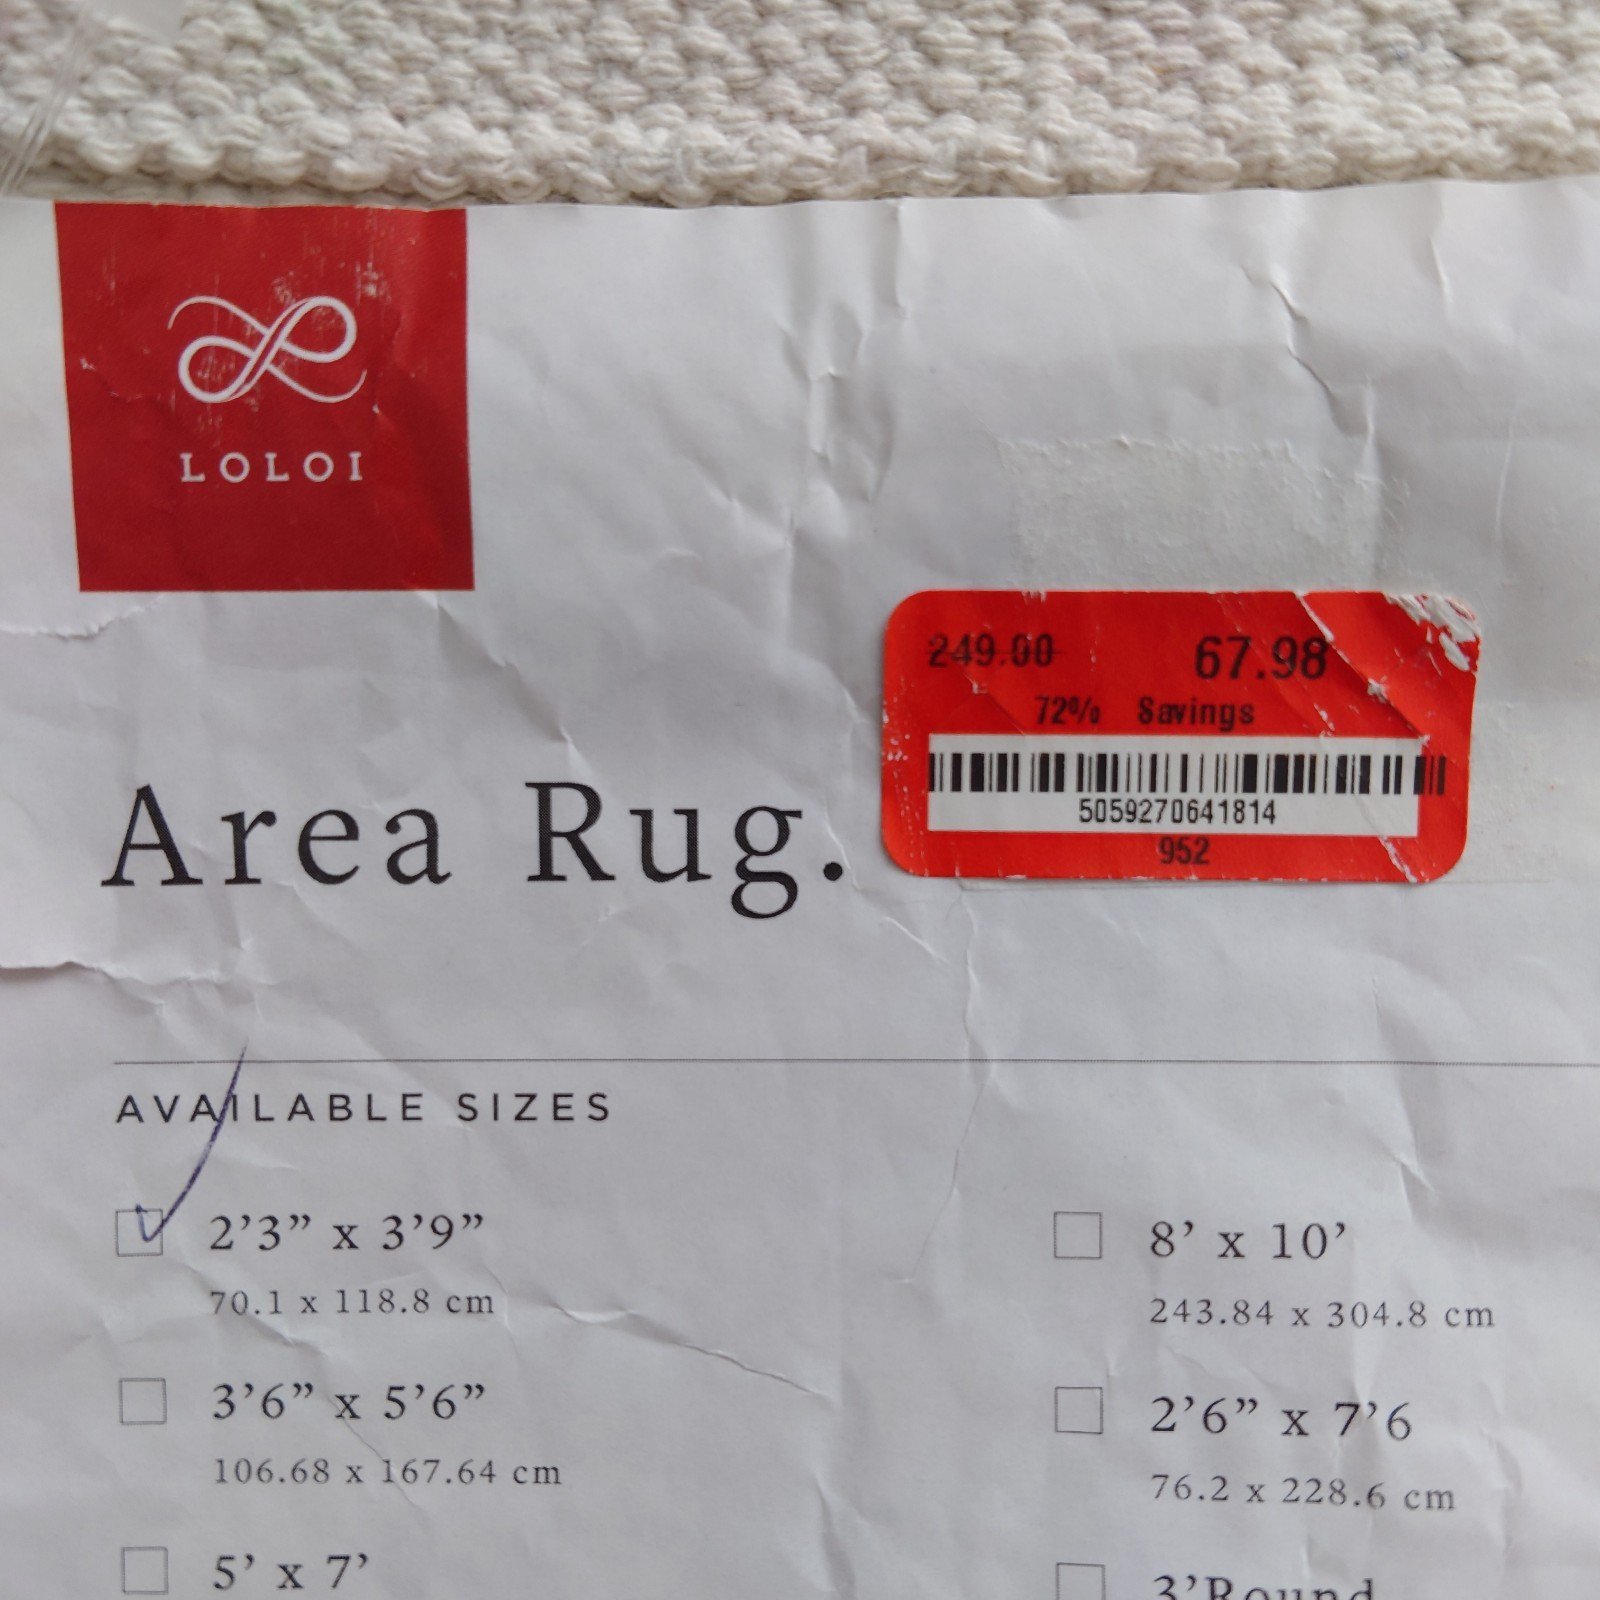 LOLOI
249.00 67.98
72% Savings
5059270641814
952
Area Rug.
AVAILABLE SIZES
2’3” x 3’9”
70.1 x 118.8 cm
3’6” x 5’6”
106.68 x 167.64 cm
5’ x 7’
8’ x 10’
243.84 x 304.8 cm
2’6” x 7’6
76.2 x 228.6 cm
3’Round